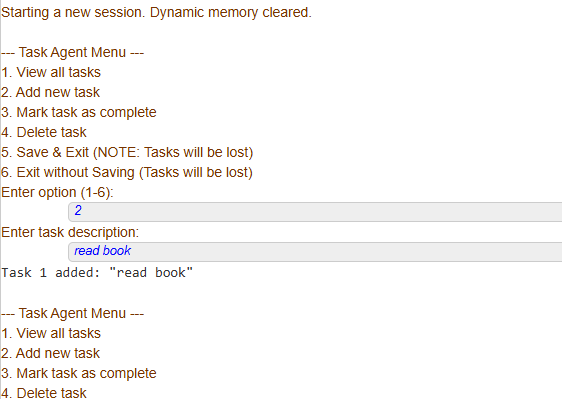 Starting a new session. Dynamic memory cleared.
--- Task Agent Menu ---
1. View all tasks
2. Add new task
3. Mark task as complete
4. Delete task
5. Save & Exit (NOTE: Tasks will be lost)
6. Exit without Saving (Tasks will be lost)
Enter option (1-6):
2
Enter task description:
read book
Task 1 added: "read book"
--- Task Agent Menu ---
1. View all tasks
2. Add new task
3. Mark task as complete
4. Delete task